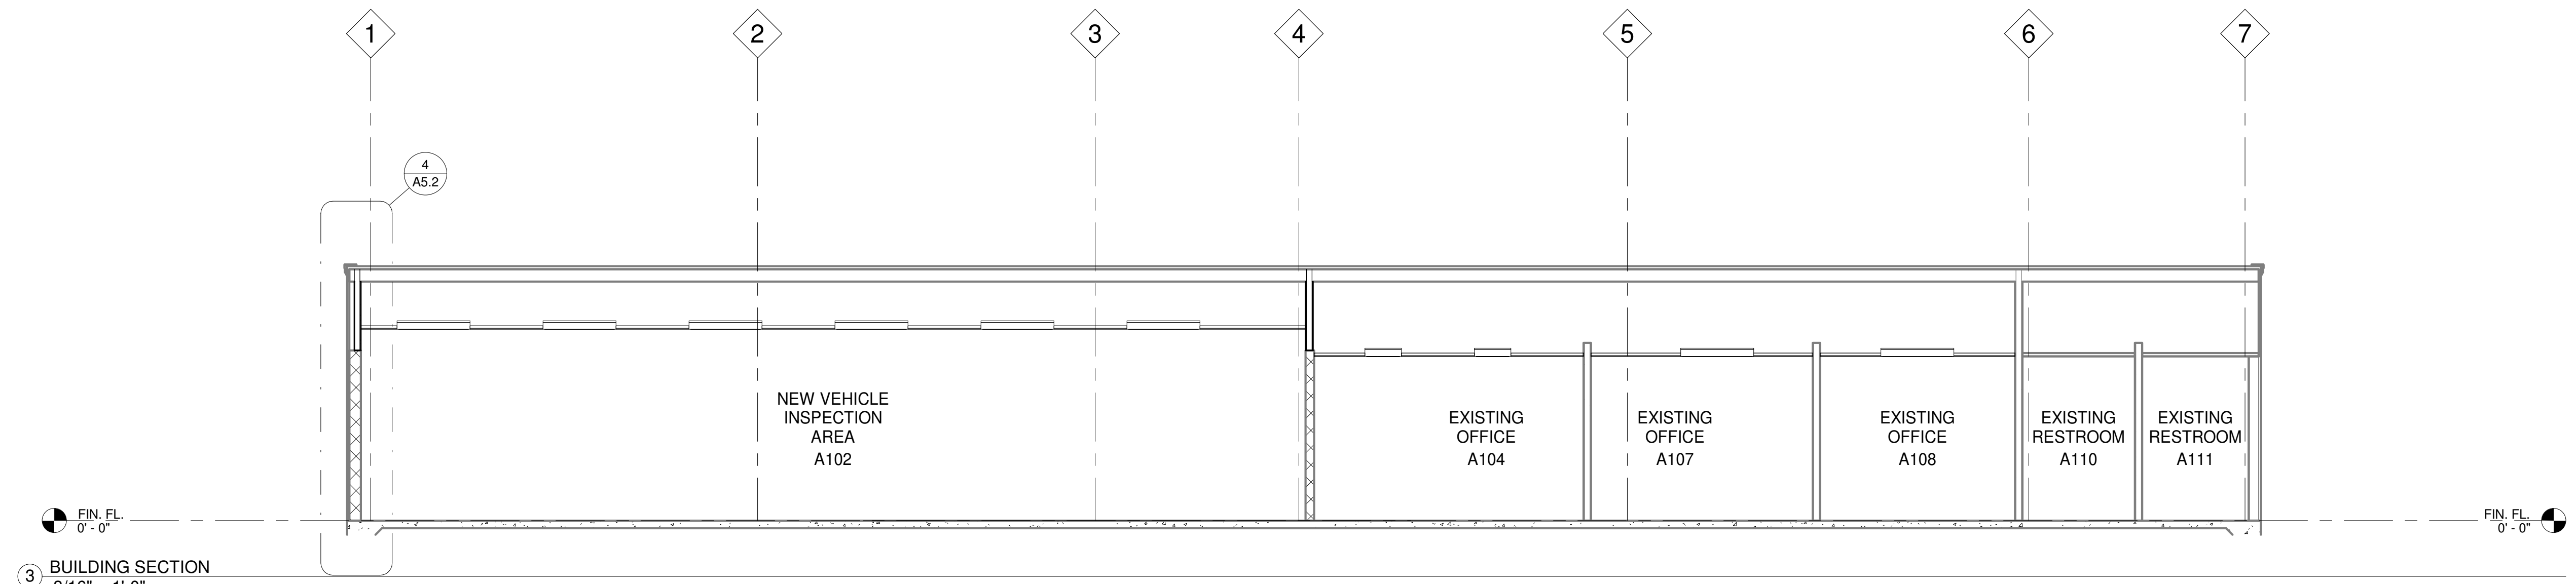 1
2
3
4
5
6
7
4
A5.2
NEW VEHICLE
INSPECTION
AREA
A102
EXISTING
OFFICE
A104
EXISTING
OFFICE
A107
EXISTING
OFFICE
A108
EXISTING
RESTROOM
A110
EXISTING
RESTROOM
A111
FIN. FL.
0' - 0"
FIN. FL.
0' - 0"
3
BUILDING SECTION